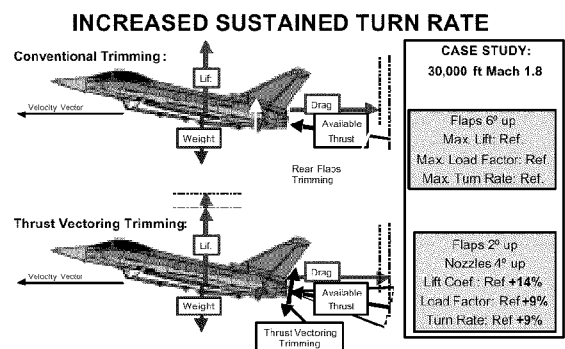 INCREASED SUSTAINED TURN RATE
Conventional Trimming:
Lif.
Velocity Vector
Drag
Available
Thrust
Weight
Rear Flaps
Trimming
Thrust Vectoring Trimming:
Lif.
Velocity Vector
Drag
Available
Thrust
Weight
Thrust Vectoring
Trimming
CASE STUDY:
30,000 ft Mach 1.8
Flaps 6º up
Max. Lift: Ref.
Max. Load Factor: Ref
Max. Turn Rate: Ref.
Flaps 2º up
Nozzles 4º up
Lift Coef.: Ref +14%
Load Factor: Ref +9%
Turn Rate: Ref +9%